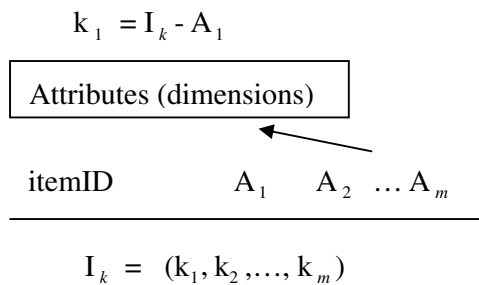 k₁ = Iₖ - A₁
Attributes (dimensions)
itemID A₁ A₂ … Aₘ
Iₖ = (k₁, k₂ ,…, kₘ)